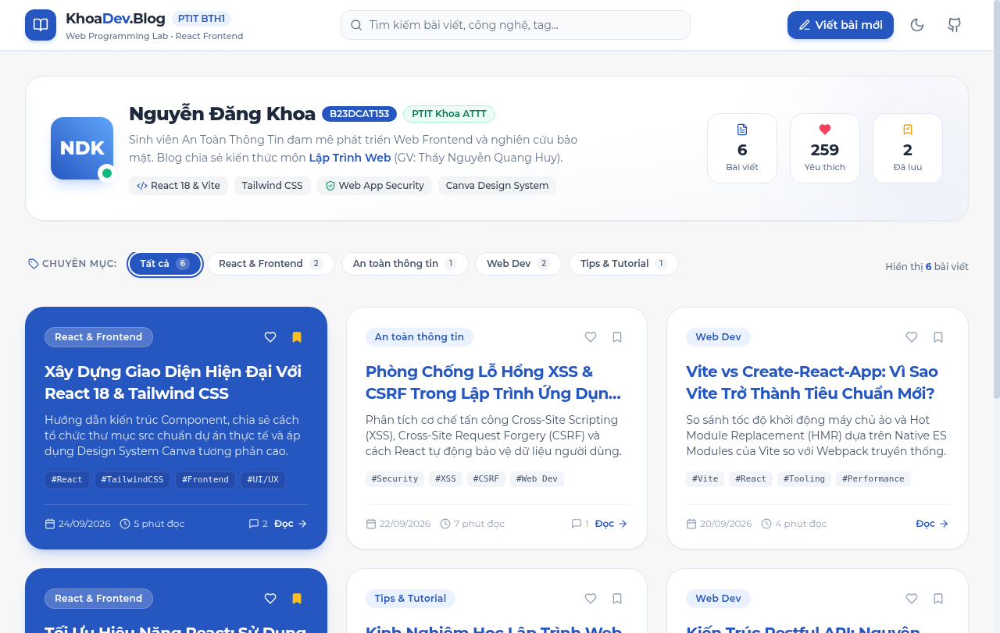 KhoaDev.Blog PTIT BTH1
Web Programming Lab • React Frontend
Tìm kiếm bài viết, công nghệ, tag...
Viết bài mới
NDK
Nguyễn Đăng Khoa B23DCAT153 PTIT Khoa ATTT
Sinh viên An Toàn Thông Tin đam mê phát triển Web Frontend và nghiên cứu bảo
mật. Blog chia sẻ kiến thức môn Lập Trình Web (GV: Thầy Nguyễn Quang Huy).
React 18 & Vite Tailwind CSS Web App Security Canva Design System
6
Bài viết
259
Yêu thích
2
Đã lưu
CHUYÊN MỤC: Tất cả 6 React & Frontend 2 An toàn thông tin 1 Web Dev 2 Tips & Tutorial 1
Hiển thị 6 bài viết
React & Frontend
Xây Dựng Giao Diện Hiện Đại Với
React 18 & Tailwind CSS
Hướng dẫn kiến trúc Component, chia sẻ cách
tổ chức thư mục src chuẩn dự án thực tế và áp
dụng Design System Canva tương phản cao.
#React #TailwindCSS #Frontend #UI/UX
24/09/2026 5 phút đọc 2 Đọc →
An toàn thông tin
Phòng Chống Lỗ Hổng XSS &
CSRF Trong Lập Trình Ứng Dụn...
Phân tích cơ chế tấn công Cross-Site Scripting
(XSS), Cross-Site Request Forgery (CSRF) và
cách React tự động bảo vệ dữ liệu người dùng.
#Security #XSS #CSRF #Web Dev
22/09/2026 7 phút đọc 1 Đọc →
Web Dev
Vite vs Create-React-App: Vì Sao
Vite Trở Thành Tiêu Chuẩn Mới?
So sánh tốc độ khởi động máy chủ ảo và Hot
Module Replacement (HMR) dựa trên Native ES
Modules của Vite so với Webpack truyền thống.
#Vite #React #Tooling #Performance
20/09/2026 4 phút đọc Đọc →
React & Frontend
Tối Ưu Hiệu Năng React: Sử Dụng
Tips & Tutorial
Kinh Nghiệm Học Lập Trình Web
Web Dev
Kiến Trúc Restful API: Nguyên